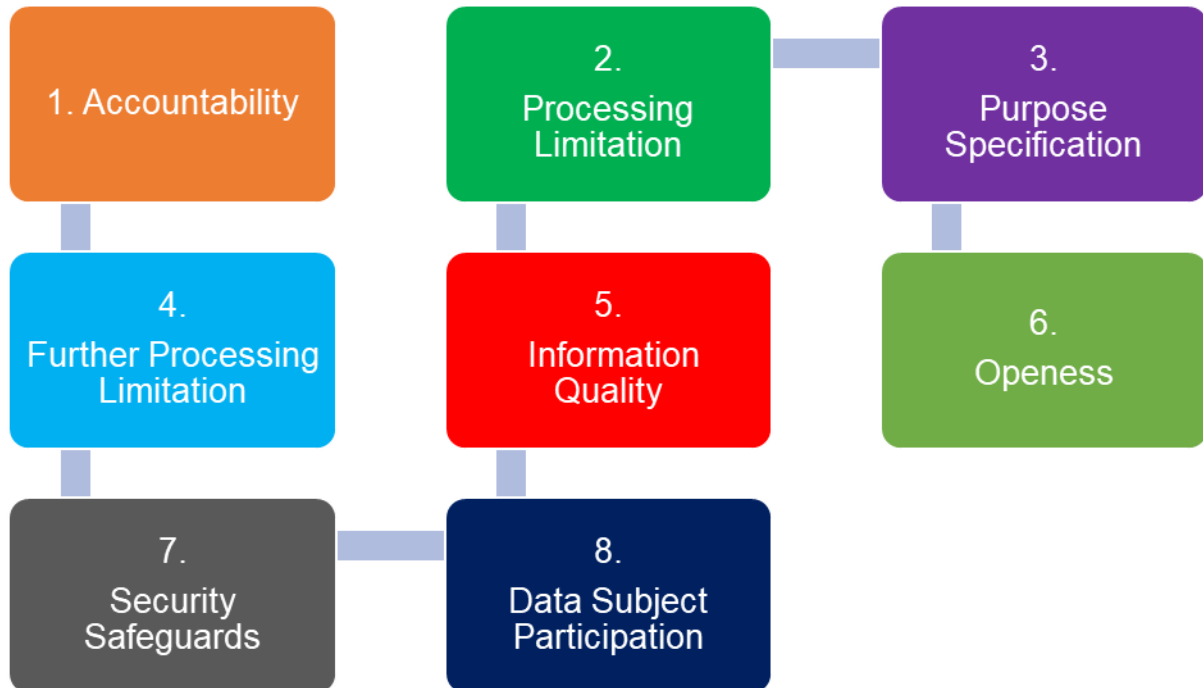 1. Accountability
2.
Processing
Limitation
3.
Purpose
Specification
4.
Further Processing
Limitation
5.
Information
Quality
6.
Openess
7.
Security
Safeguards
8.
Data Subject
Participation